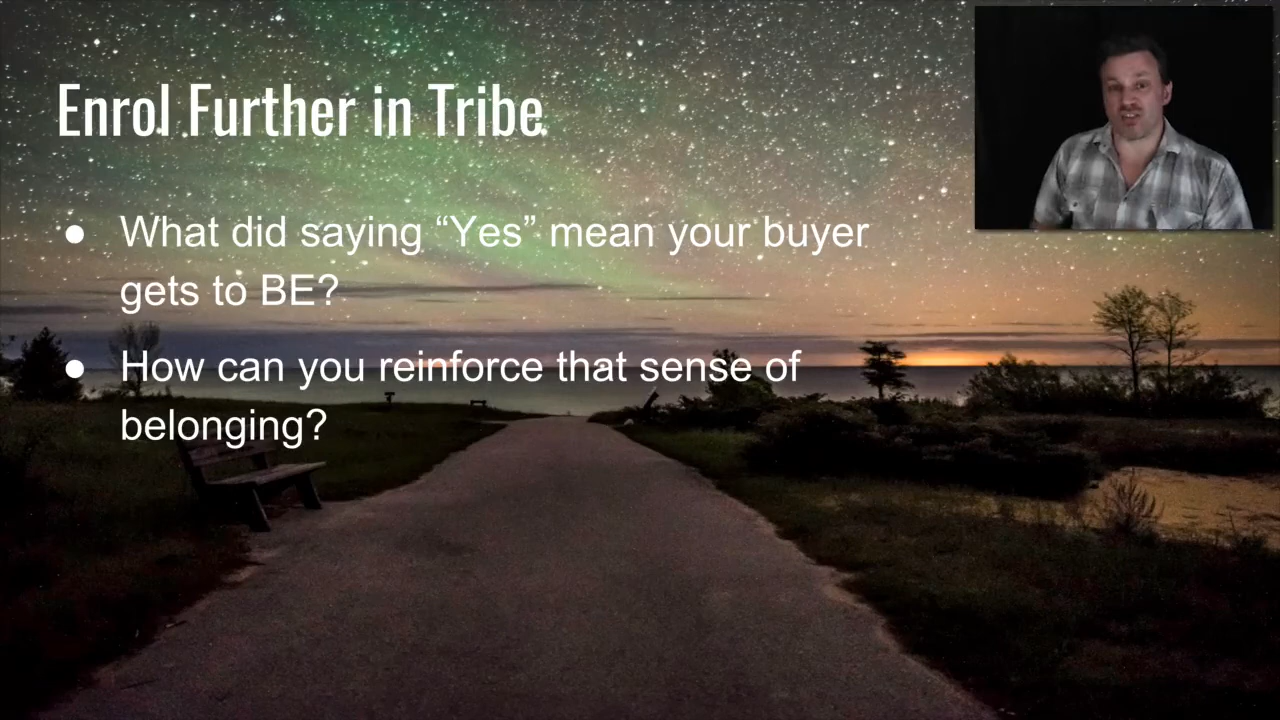 Enrol Further in Tribe
● What did saying “Yes” mean your buyer
gets to BE?
● How can you reinforce that sense of
belonging?